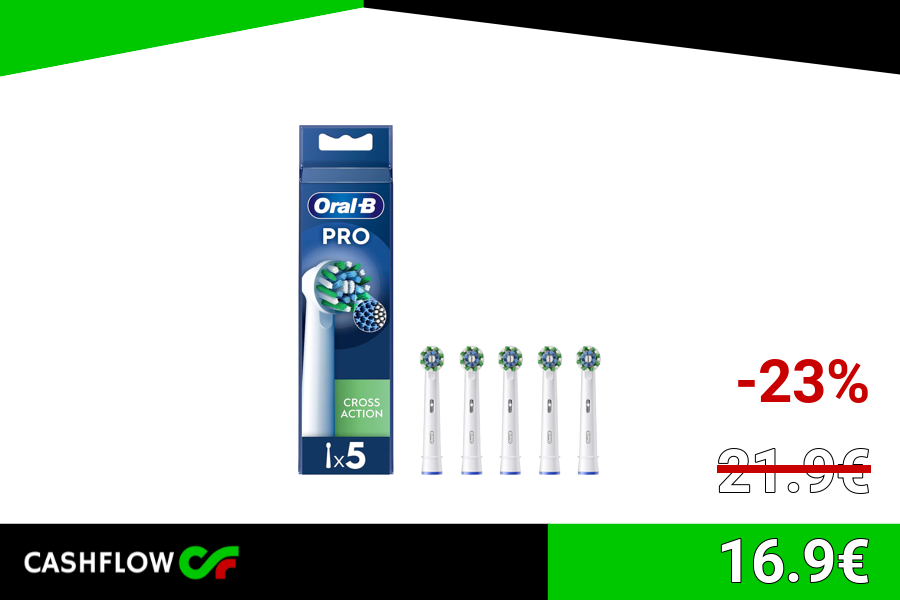 Oral-B
PRO
CROSS
ACTION
x5
-23%
21.9€
CASHFLOW
16.9€